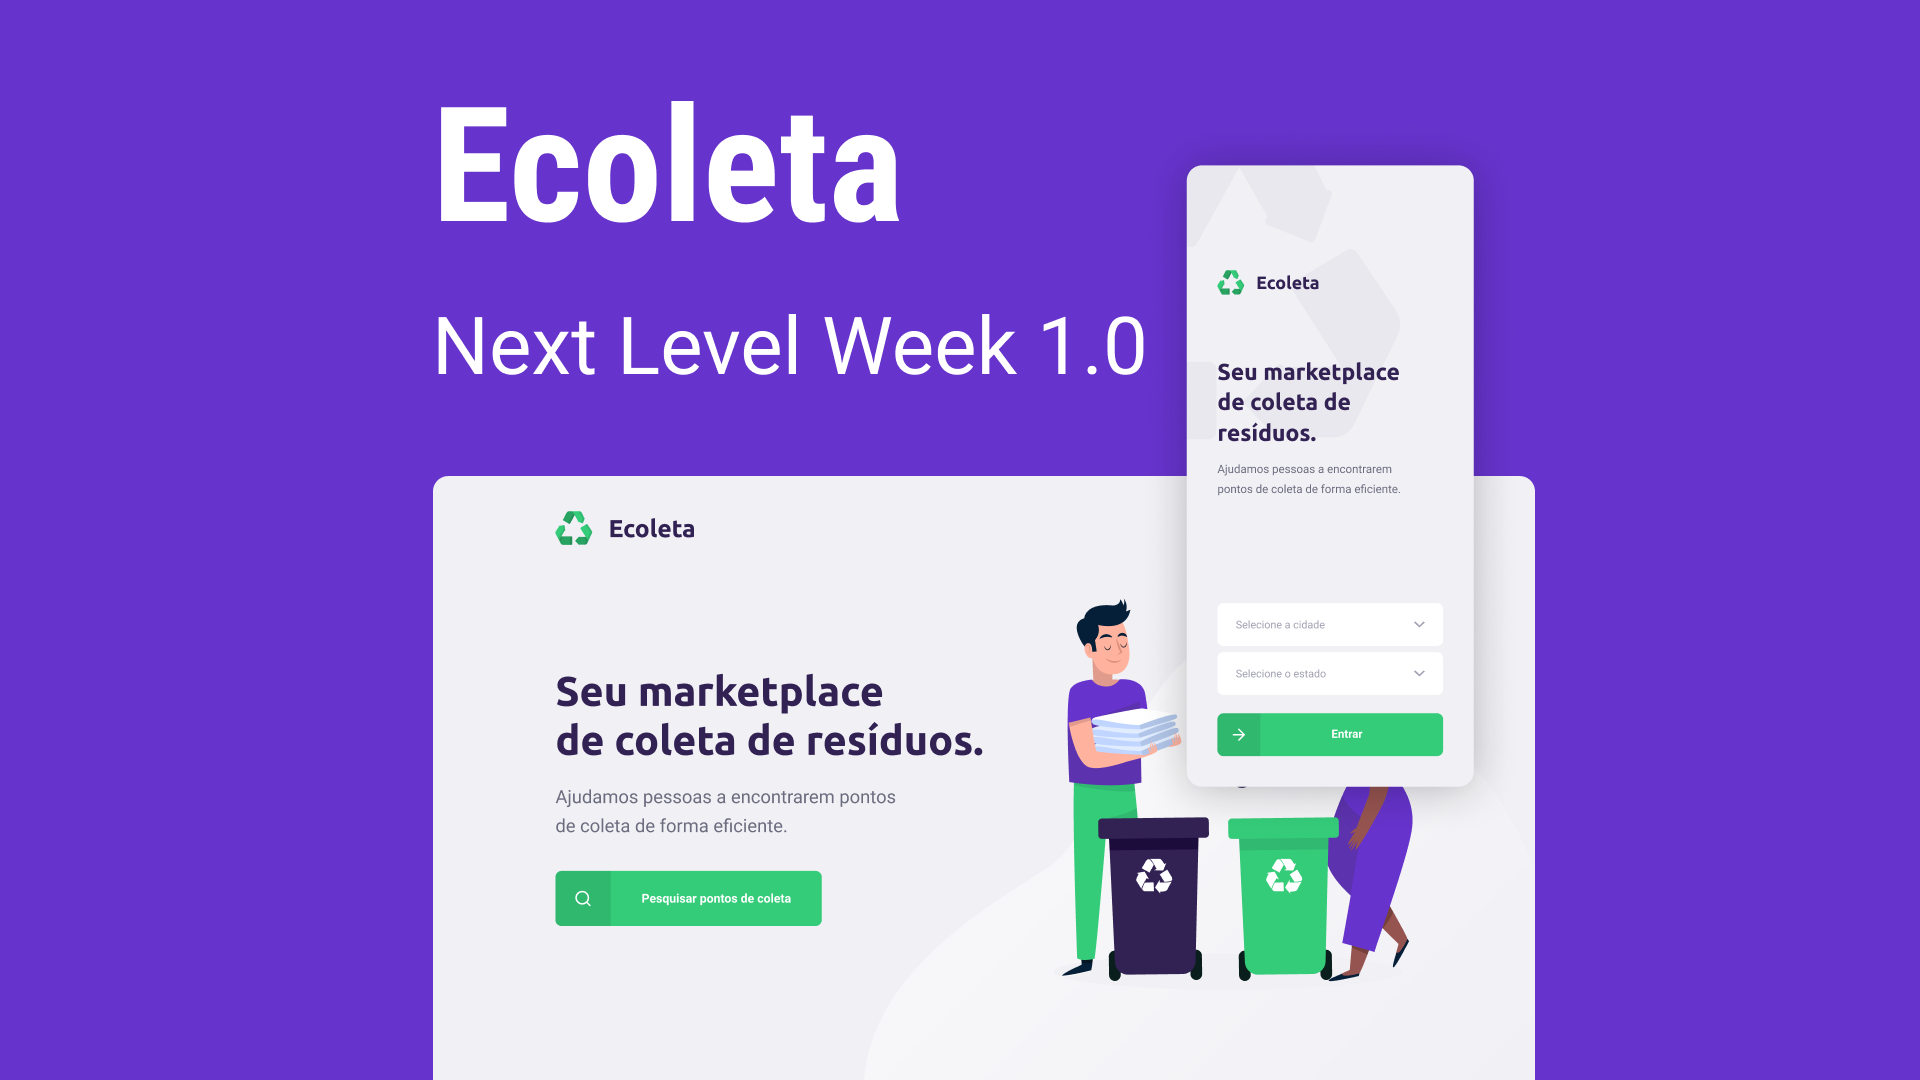 Ecoleta
Next Level Week 1.0
Ecoleta
Seu marketplace
de coleta de resíduos.
Ajudamos pessoas a encontrarem pontos
de coleta de forma eficiente.
Pesquisar pontos de coleta
Ecoleta
Seu marketplace
de coleta de
resíduos.
Ajudamos pessoas a encontrarem
pontos de coleta de forma eficiente.
Selecione a cidade
Selecione o estado
Entrar